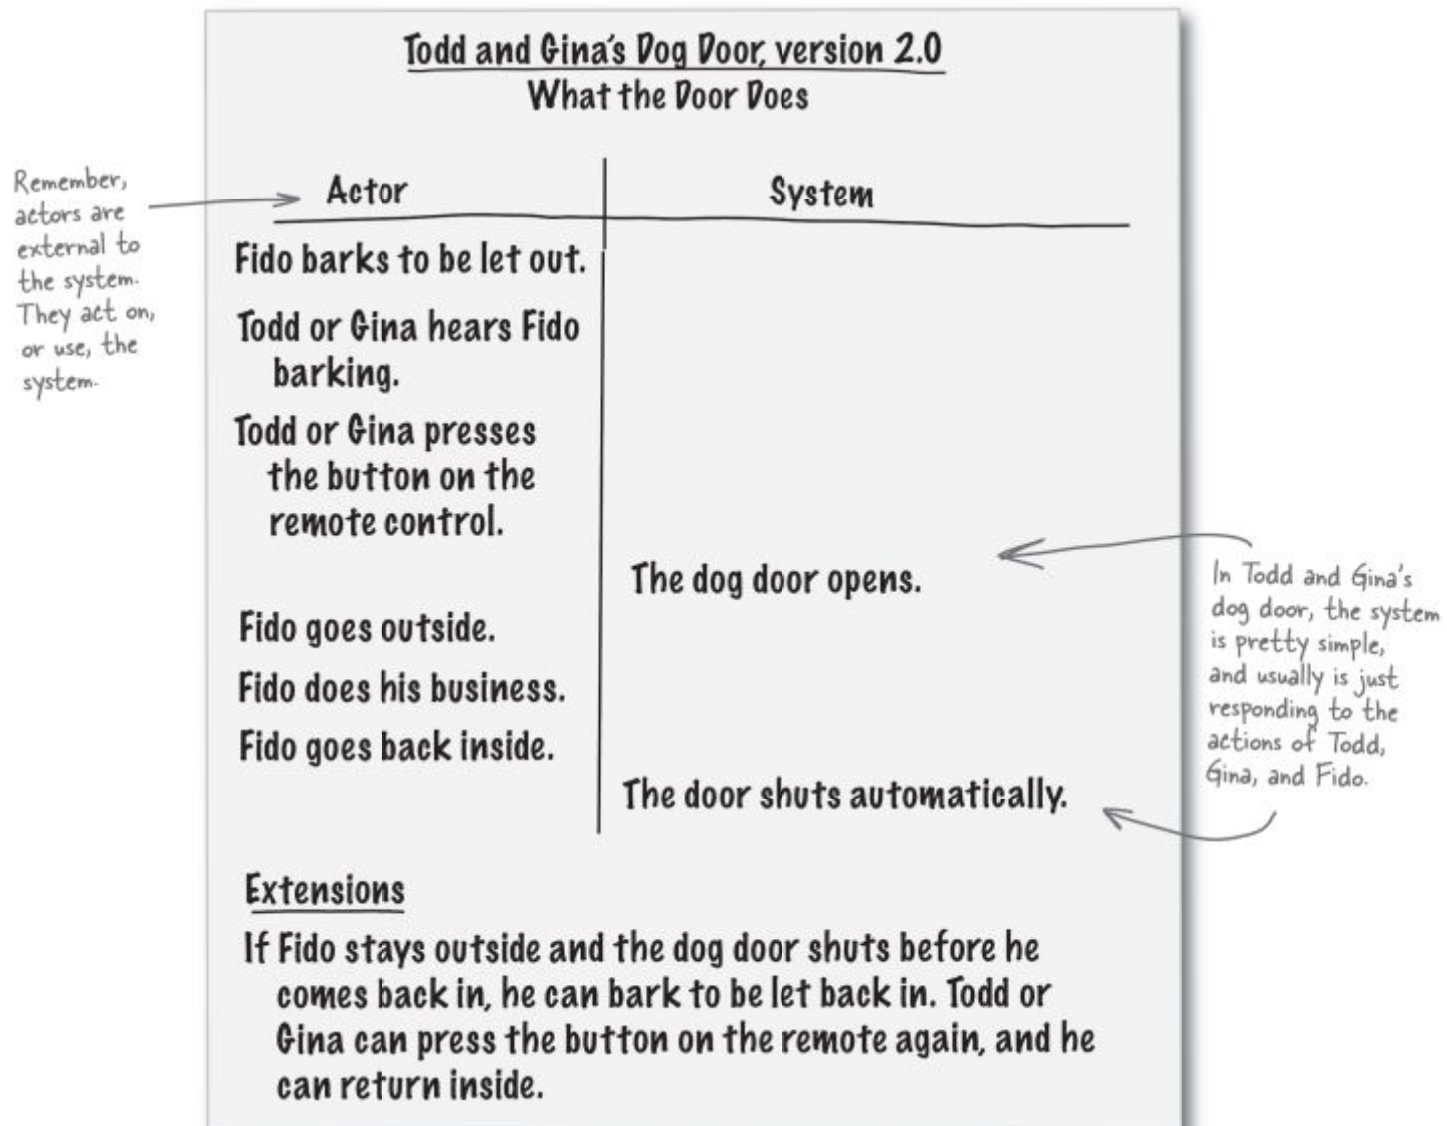 Todd and Gina's Dog Door, version 2.0
What the Door Does
Remember,
actors are
external to
the system.
They act on,
or use, the
system.
Actor
System
Fido barks to be let out.
Todd or Gina hears Fido
barking.
Todd or Gina presses
the button on the
remote control.
The dog door opens.
Fido goes outside.
Fido does his business.
Fido goes back inside.
The door shuts automatically.
In Todd and Gina's
dog door, the system
is pretty simple,
and usually is just
responding to the
actions of Todd,
Gina, and Fido.
Extensions
If Fido stays outside and the dog door shuts before he
comes back in, he can bark to be let back in. Todd or
Gina can press the button on the remote again, and he
can return inside.